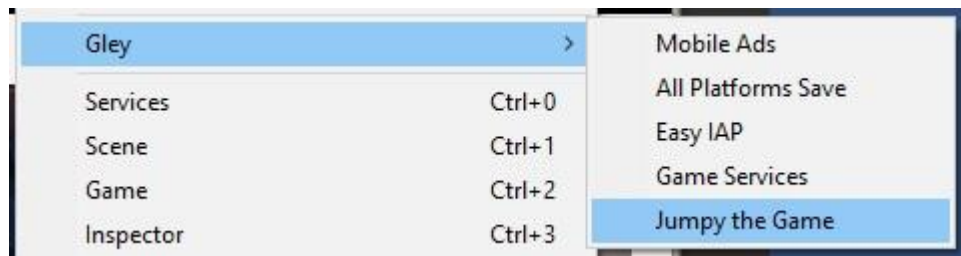 Gley >
Services Ctrl+0
Scene Ctrl+1
Game Ctrl+2
Inspector Ctrl+3
Mobile Ads
All Platforms Save
Easy IAP
Game Services
Jumpy the Game